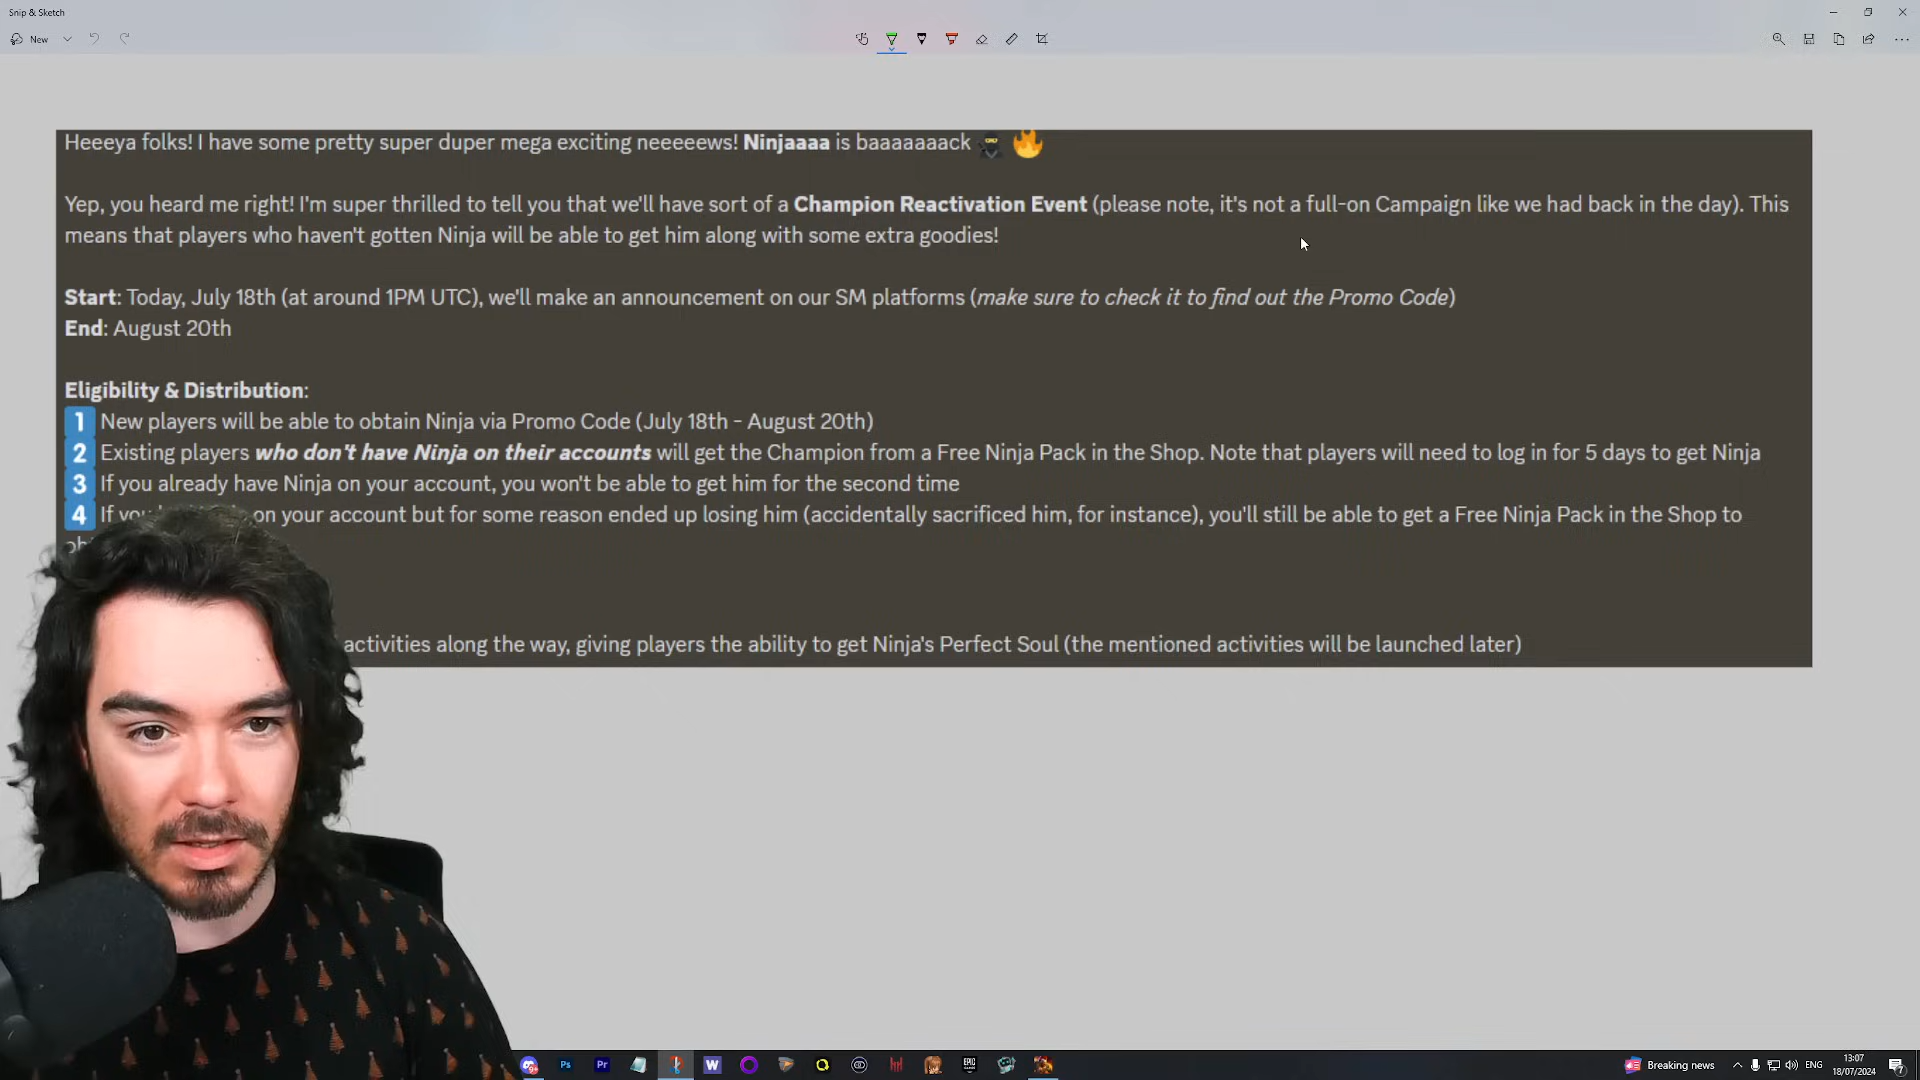 Snip & Sketch
New
Heeeya folks! I have some pretty super duper mega exciting neeeeews! Ninjaaaa is baaaaaaack
Yep, you heard me right! I'm super thrilled to tell you that we'll have sort of a Champion Reactivation Event (please note, it's not a full-on Campaign like we had back in the day). This
means that players who haven't gotten Ninja will be able to get him along with some extra goodies!
Start: Today, July 18th (at around 1PM UTC), we'll make an announcement on our SM platforms (make sure to check it to find out the Promo Code)
End: August 20th
Eligibility & Distribution:
1 New players will be able to obtain Ninja via Promo Code (July 18th - August 20th)
2 Existing players who don't have Ninja on their accounts will get the Champion from a Free Ninja Pack in the Shop. Note that players will need to log in for 5 days to get Ninja
3 If you already have Ninja on your account, you won't be able to get him for the second time
4 If you on your account but for some reason ended up losing him (accidentally sacrificed him, for instance), you'll still be able to get a Free Ninja Pack in the Shop to
activities along the way, giving players the ability to get Ninja's Perfect Soul (the mentioned activities will be launched later)
Ps
Pr
W
EPIC
Breaking news
ENG
13:07
18/07/2024